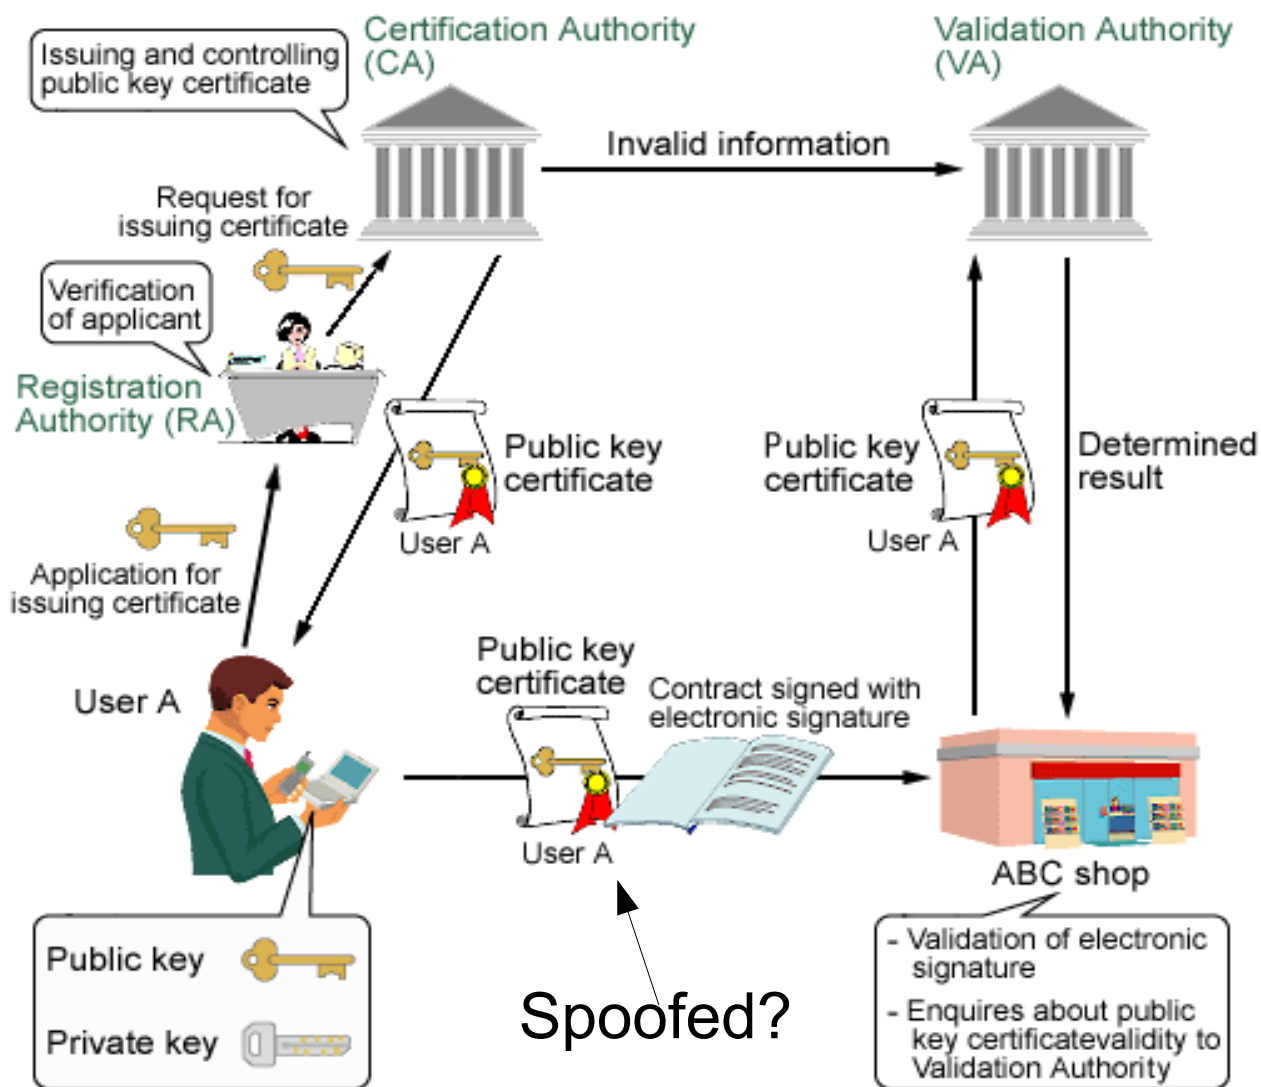 Certification Authority
(CA)
Validation Authority
(VA)
Issuing and controlling
public key certificate
Invalid information
Request for
issuing certificate
Verification
of applicant
Registration
Authority (RA)
Public key
certificate
User A
Public key
certificate
User A
Determined
result
Application for
issuing certificate
User A
Public key
certificate
User A
Contract signed with
electronic signature
ABC shop
Public key
Private key
Spoofed?
- Validation of electronic
signature
- Enquires about public
key certificatevalidity to
Validation Authority